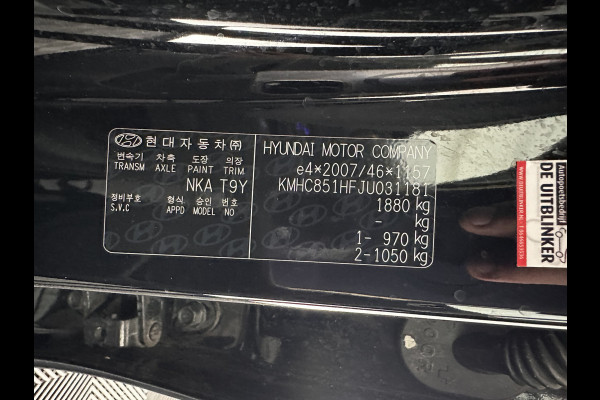 현대자동차㈜
변속기 차축 도장 의장
TRANSM AXLE PAINT TRIM
NKA T9Y
정비부호 형식 승인 번호
S.V.C APPD MODEL NO
HYUNDAI MOTOR COMPANY
e4*2007/46*1157
KMHC851HFJU031181
1880 kg
- kg
1- 970 kg
2-1050 kg
Autopoetsbedrijf
DE UITBLINKER